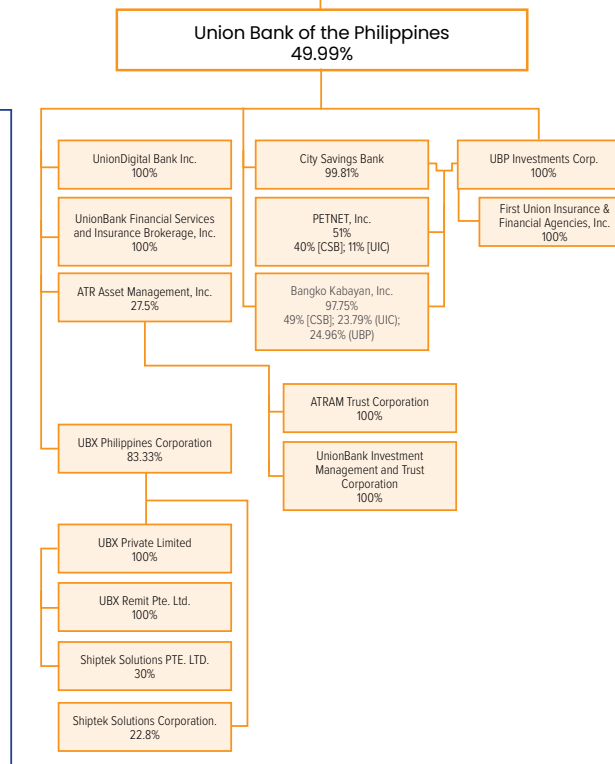 Union Bank of the Philippines
49.99%
UnionDigital Bank Inc.
100%
City Savings Bank
99.81%
UBP Investments Corp.
100%
UnionBank Financial Services
and Insurance Brokerage, Inc.
100%
PETNET, Inc.
51%
40% [CSB]; 11% [UIC]
First Union Insurance &
Financial Agencies, Inc.
100%
ATR Asset Management, Inc.
27.5%
Bangko Kabayan, Inc.
97.75%
49% [CSB]; 23.79% (UIC);
24.96% (UBP)
ATRAM Trust Corporation
100%
UBX Philippines Corporation
83.33%
UnionBank Investment
Management and Trust
Corporation
100%
UBX Private Limited
100%
UBX Remit Pte. Ltd.
100%
Shiptek Solutions PTE. LTD.
30%
Shiptek Solutions Corporation.
22.8%